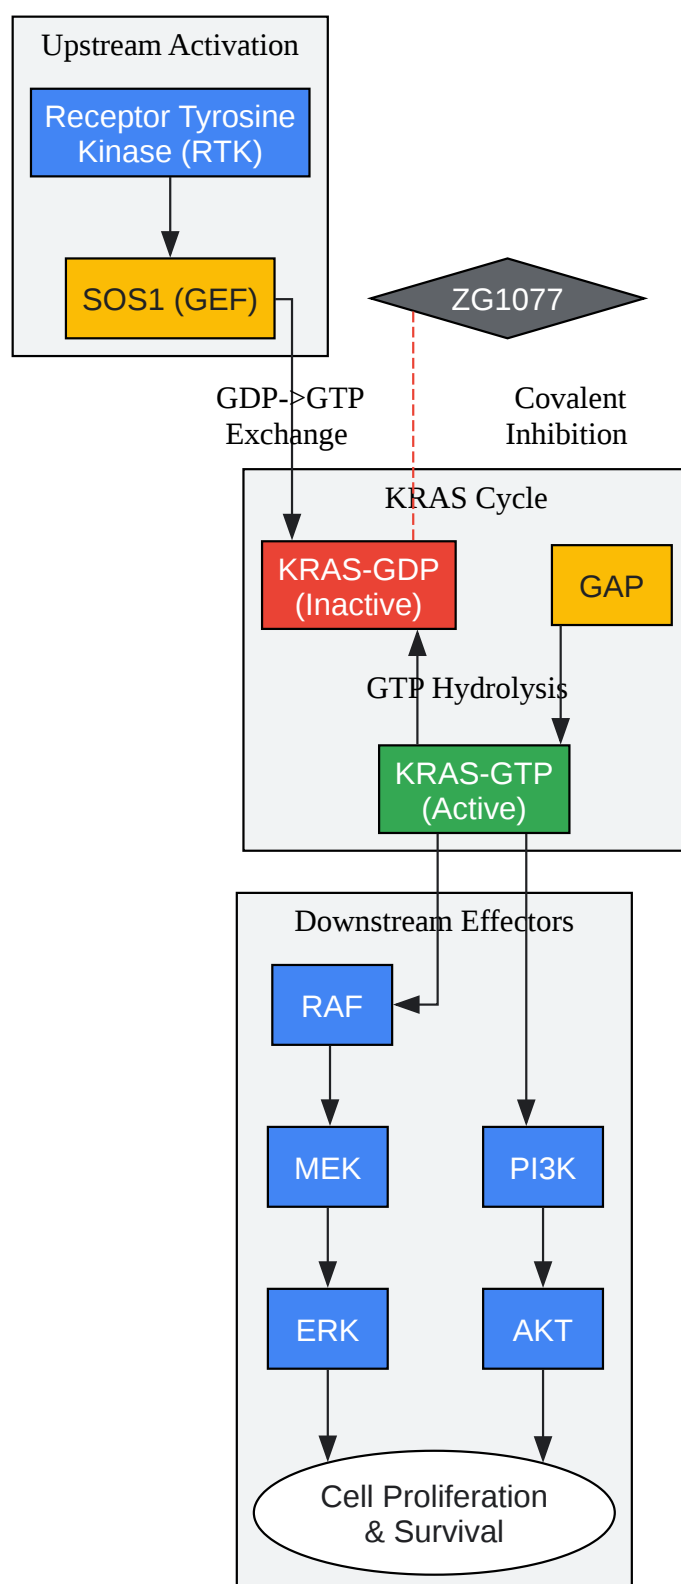 Upstream Activation
Receptor Tyrosine
Kinase (RTK)
SOS1 (GEF)
ZG1077
GDP->GTP
Exchange
Covalent
Inhibition
KRAS Cycle
KRAS-GDP
(Inactive)
GAP
GTP Hydrolysis
KRAS-GTP
(Active)
Downstream Effectors
RAF
MEK
PI3K
ERK
AKT
Cell Proliferation
& Survival